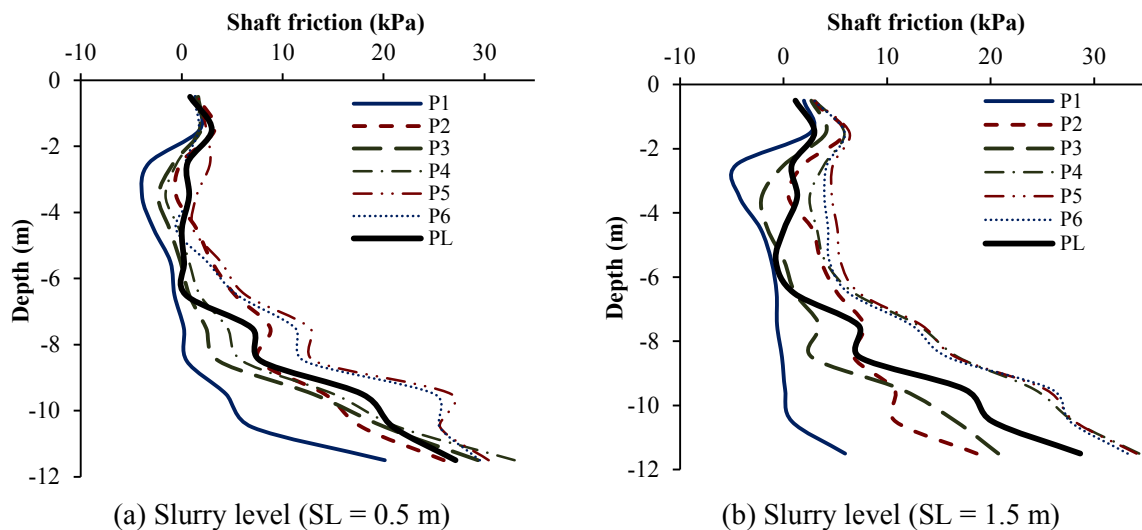 Shaft friction (kPa)
-10 0 10 20 30
0
-2
-4
-6
-8
-10
-12
Depth (m)
P1
P2
P3
P4
P5
P6
PL
(a) Slurry level (SL = 0.5 m)
Shaft friction (kPa)
-10 0 10 20 30
0
-2
-4
-6
-8
-10
-12
Depth (m)
P1
P2
P3
P4
P5
P6
PL
(b) Slurry level (SL = 1.5 m)